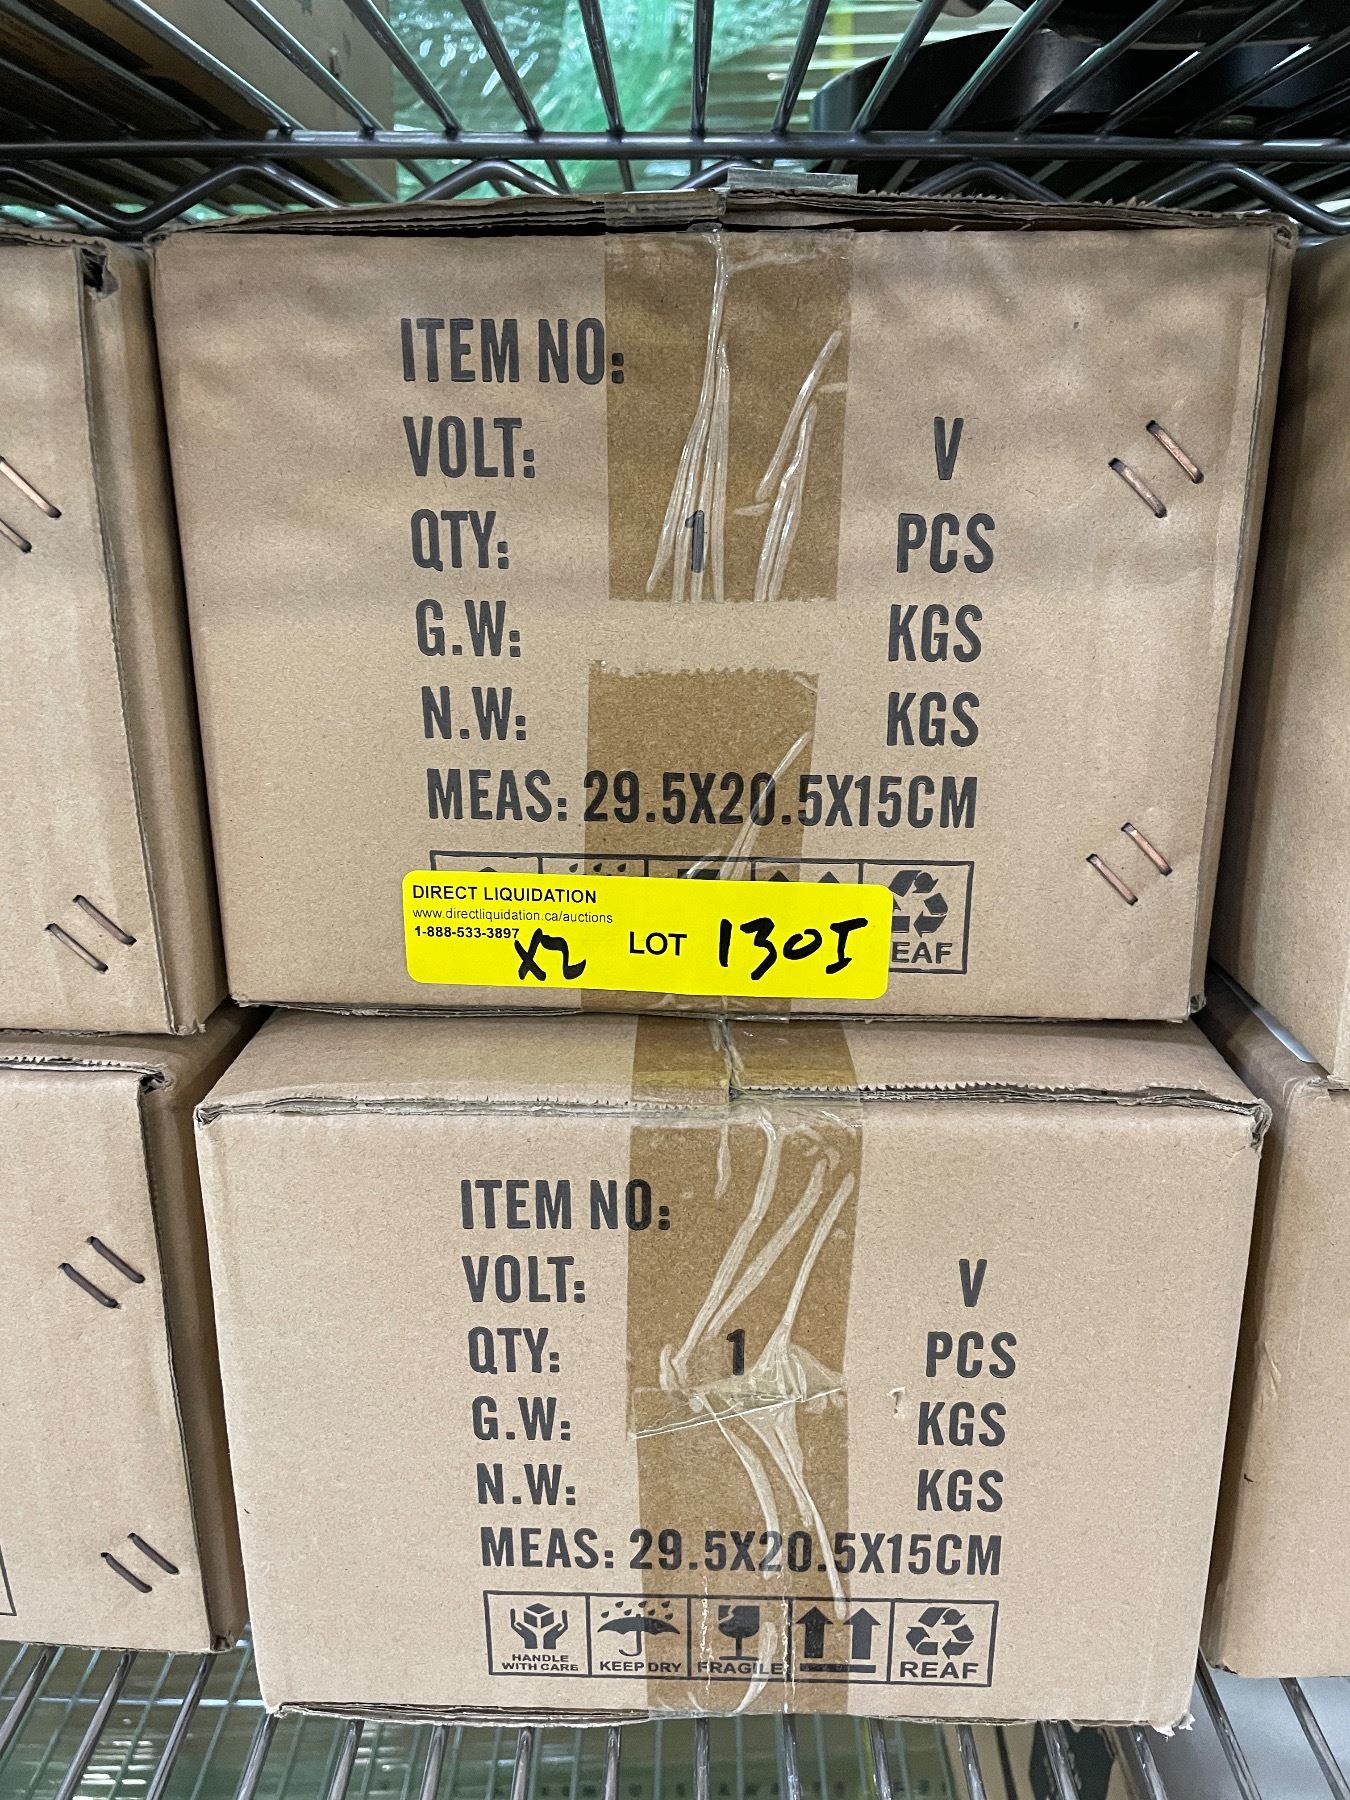 ITEM NO:
VOLT: V
QTY: 1 PCS
G.W: KGS
N.W: KGS
MEAS: 29.5X20.5X15CM
DIRECT LIQUIDATION
www.directliquidation.ca/auctions
1-888-533-3897
X2 LOT 130I
EAF
ITEM NO:
VOLT: V
QTY: 1 PCS
G.W: KGS
N.W: KGS
MEAS: 29.5X20.5X15CM
HANDLE WITH CARE
KEEP DRY
FRAGILE
REAF